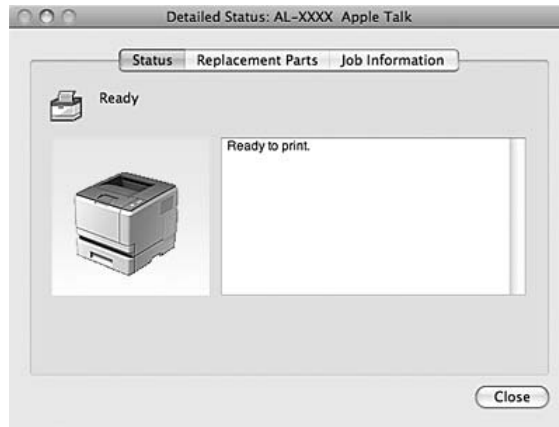 Detailed Status: AL-XXXX Apple Talk
Status Replacement Parts Job Information
Ready
Ready to print.
Close